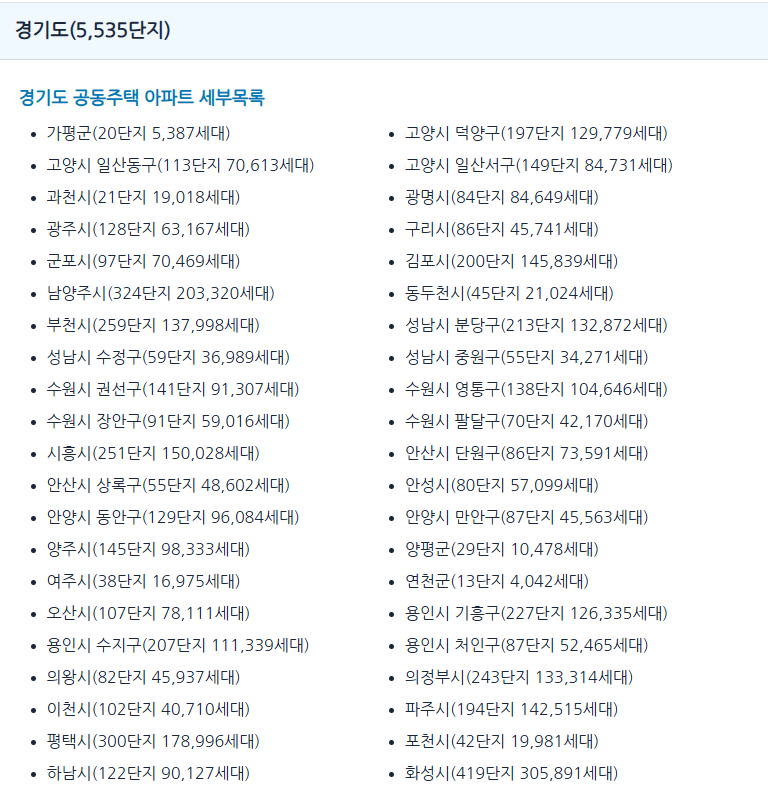 경기도(5,535단지)
경기도 공동주택 아파트 세부목록
• 가평군(20단지 5,387세대)
• 고양시 덕양구(197단지 129,779세대)
• 고양시 일산동구(113단지 70,613세대)
• 고양시 일산서구(149단지 84,731세대)
• 과천시(21단지 19,018세대)
• 광명시(84단지 84,649세대)
• 광주시(128단지 63,167세대)
• 구리시(86단지 45,741세대)
• 군포시(97단지 70,469세대)
• 김포시(200단지 145,839세대)
• 남양주시(324단지 203,320세대)
• 동두천시(45단지 21,024세대)
• 부천시(259단지 137,998세대)
• 성남시 분당구(213단지 132,872세대)
• 성남시 수정구(59단지 36,989세대)
• 성남시 중원구(55단지 34,271세대)
• 수원시 권선구(141단지 91,307세대)
• 수원시 영통구(138단지 104,646세대)
• 수원시 장안구(91단지 59,016세대)
• 수원시 팔달구(70단지 42,170세대)
• 시흥시(251단지 150,028세대)
• 안산시 단원구(86단지 73,591세대)
• 안산시 상록구(55단지 48,602세대)
• 안성시(80단지 57,099세대)
• 안양시 동안구(129단지 96,084세대)
• 안양시 만안구(87단지 45,563세대)
• 양주시(145단지 98,333세대)
• 양평군(29단지 10,478세대)
• 여주시(38단지 16,975세대)
• 연천군(13단지 4,042세대)
• 오산시(107단지 78,111세대)
• 용인시 기흥구(227단지 126,335세대)
• 용인시 수지구(207단지 111,339세대)
• 용인시 처인구(87단지 52,465세대)
• 의왕시(82단지 45,937세대)
• 의정부시(243단지 133,314세대)
• 이천시(102단지 40,710세대)
• 파주시(194단지 142,515세대)
• 평택시(300단지 178,996세대)
• 포천시(42단지 19,981세대)
• 하남시(122단지 90,127세대)
• 화성시(419단지 305,891세대)